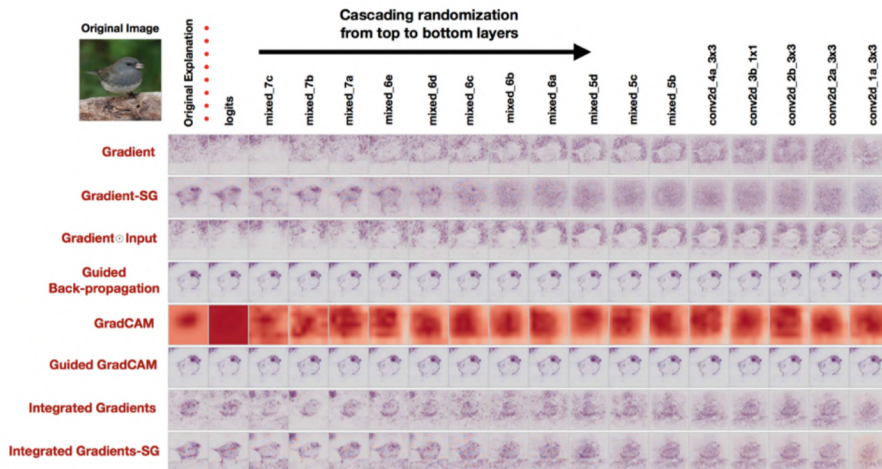 Cascading randomization
from top to bottom layers
Original Image
Original Explanation
logits
mixed_7c
mixed_7b
mixed_7a
mixed_6e
mixed_6d
mixed_6c
mixed_6b
mixed_6a
mixed_5d
mixed_5c
mixed_5b
conv2d_4a_3x3
conv2d_3b_1x1
conv2d_2b_3x3
conv2d_2a_3x3
conv2d_1a_3x3
Gradient
Gradient-SG
Gradient⊙Input
Guided
Back-propagation
GradCAM
Guided GradCAM
Integrated Gradients
Integrated Gradients-SG